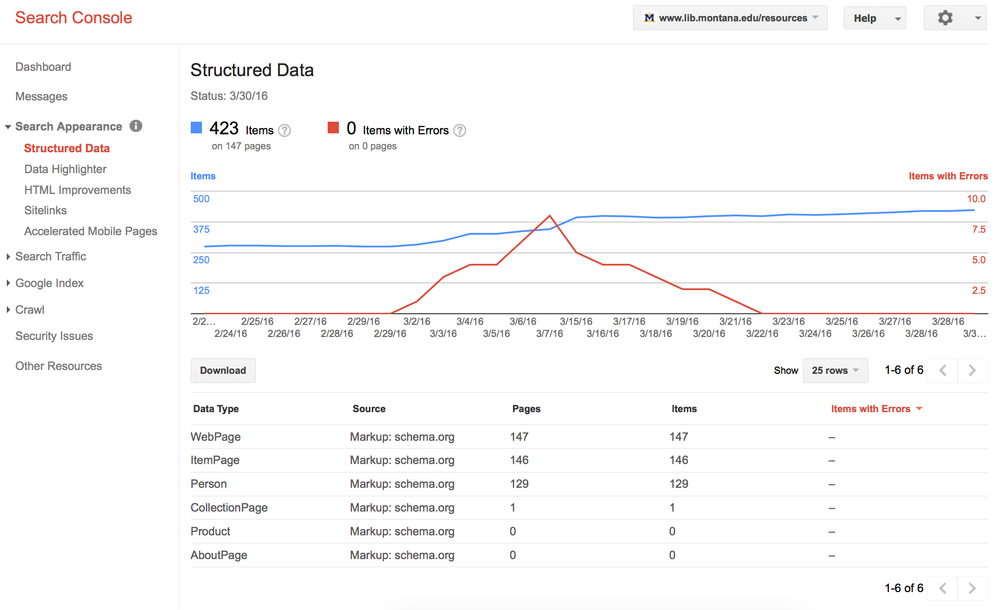 Search Console
M www.lib.montana.edu/resources
Help
Dashboard
Messages
Search Appearance i
Structured Data
Data Highlighter
HTML Improvements
Sitelinks
Accelerated Mobile Pages
Search Traffic
Google Index
Crawl
Security Issues
Other Resources
Structured Data
Status: 3/30/16
423 Items ? 0 Items with Errors ?
on 147 pages on 0 pages
Items Items with Errors
500 10.0
375 7.5
250 5.0
125 2.5
2/2... 2/25/16 2/27/16 2/29/16 3/2/16 3/4/16 3/6/16 3/15/16 3/17/16 3/19/16 3/21/16 3/23/16 3/25/16 3/27/16 3/28/16
2/24/16 2/26/16 2/28/16 2/29/16 3/3/16 3/5/16 3/7/16 3/16/16 3/18/16 3/20/16 3/22/16 3/24/16 3/26/16 3/28/16 3/3...
Download Show 25 rows 1-6 of 6
Data Type Source Pages Items Items with Errors
WebPage Markup: schema.org 147 147 –
ItemPage Markup: schema.org 146 146 –
Person Markup: schema.org 129 129 –
CollectionPage Markup: schema.org 1 1 –
Product Markup: schema.org 0 0 –
AboutPage Markup: schema.org 0 0 –
1-6 of 6